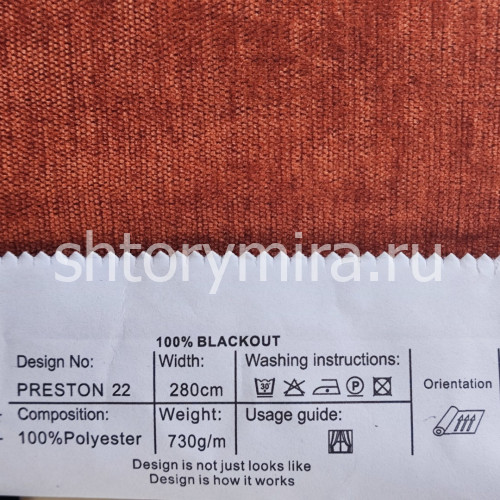 shtorymira.ru
100% BLACKOUT
Design No: Width: Washing instructions:
PRESTON 22 280cm 30 P
Orientation
Composition: Weight: Usage guide:
100%Polyester 730g/m
Design is not just looks like
Design is how it works